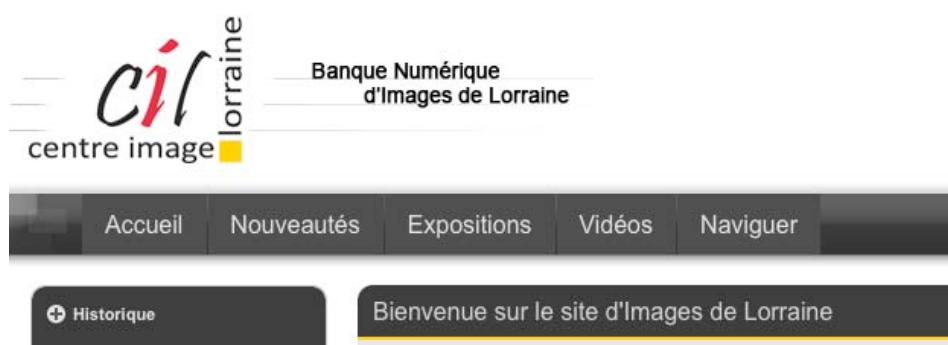 cil
centre image
lorraine
Banque Numérique
d'Images de Lorraine
Accueil Nouveautés Expositions Vidéos Naviguer
Historique
Bienvenue sur le site d'Images de Lorraine